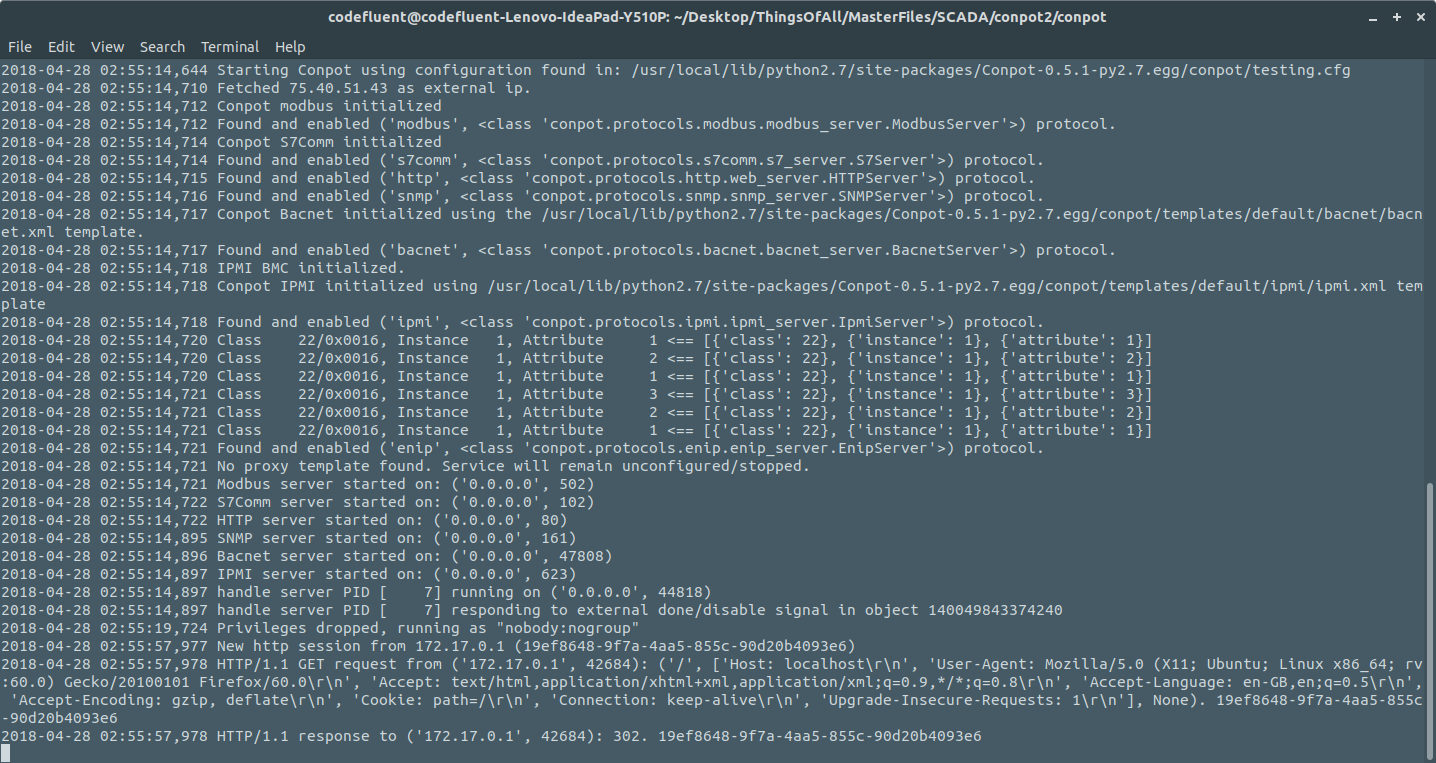 codefluent@codefluent-Lenovo-IdeaPad-Y510P: ~/Desktop/ThingsOfAll/MasterFiles/SCADA/conpot2/conpot
File Edit View Search Terminal Help
2018-04-28 02:55:14,644 Starting Conpot using configuration found in: /usr/local/lib/python2.7/site-packages/Conpot-0.5.1-py2.7.egg/conpot/testing.cfg
2018-04-28 02:55:14,710 Fetched 75.40.51.43 as external ip.
2018-04-28 02:55:14,712 Conpot modbus initialized
2018-04-28 02:55:14,712 Found and enabled ('modbus', <class 'conpot.protocols.modbus.modbus_server.ModbusServer'>) protocol.
2018-04-28 02:55:14,714 Conpot S7Comm initialized
2018-04-28 02:55:14,714 Found and enabled ('s7comm', <class 'conpot.protocols.s7comm.s7_server.S7Server'>) protocol.
2018-04-28 02:55:14,715 Found and enabled ('http', <class 'conpot.protocols.http.web_server.HTTPServer'>) protocol.
2018-04-28 02:55:14,716 Found and enabled ('snmp', <class 'conpot.protocols.snmp.snmp_server.SNMPServer'>) protocol.
2018-04-28 02:55:14,717 Conpot Bacnet initialized using the /usr/local/lib/python2.7/site-packages/Conpot-0.5.1-py2.7.egg/conpot/templates/default/bacnet/bacn
et.xml template.
2018-04-28 02:55:14,717 Found and enabled ('bacnet', <class 'conpot.protocols.bacnet.bacnet_server.BacnetServer'>) protocol.
2018-04-28 02:55:14,718 IPMI BMC initialized.
2018-04-28 02:55:14,718 Conpot IPMI initialized using /usr/local/lib/python2.7/site-packages/Conpot-0.5.1-py2.7.egg/conpot/templates/default/ipmi/ipmi.xml tem
plate
2018-04-28 02:55:14,718 Found and enabled ('ipmi', <class 'conpot.protocols.ipmi.ipmi_server.IpmiServer'>) protocol.
2018-04-28 02:55:14,720 Class    22/0x0016, Instance   1, Attribute     1 <== [{'class': 22}, {'instance': 1}, {'attribute': 1}]
2018-04-28 02:55:14,720 Class    22/0x0016, Instance   1, Attribute     2 <== [{'class': 22}, {'instance': 1}, {'attribute': 2}]
2018-04-28 02:55:14,720 Class    22/0x0016, Instance   1, Attribute     1 <== [{'class': 22}, {'instance': 1}, {'attribute': 1}]
2018-04-28 02:55:14,721 Class    22/0x0016, Instance   1, Attribute     3 <== [{'class': 22}, {'instance': 1}, {'attribute': 3}]
2018-04-28 02:55:14,721 Class    22/0x0016, Instance   1, Attribute     2 <== [{'class': 22}, {'instance': 1}, {'attribute': 2}]
2018-04-28 02:55:14,721 Class    22/0x0016, Instance   1, Attribute     1 <== [{'class': 22}, {'instance': 1}, {'attribute': 1}]
2018-04-28 02:55:14,721 Found and enabled ('enip', <class 'conpot.protocols.enip.enip_server.EnipServer'>) protocol.
2018-04-28 02:55:14,721 No proxy template found. Service will remain unconfigured/stopped.
2018-04-28 02:55:14,721 Modbus server started on: ('0.0.0.0', 502)
2018-04-28 02:55:14,722 S7Comm server started on: ('0.0.0.0', 102)
2018-04-28 02:55:14,722 HTTP server started on: ('0.0.0.0', 80)
2018-04-28 02:55:14,895 SNMP server started on: ('0.0.0.0', 161)
2018-04-28 02:55:14,896 Bacnet server started on: ('0.0.0.0', 47808)
2018-04-28 02:55:14,897 IPMI server started on: ('0.0.0.0', 623)
2018-04-28 02:55:14,897 handle server PID [    7] running on ('0.0.0.0', 44818)
2018-04-28 02:55:14,897 handle server PID [    7] responding to external done/disable signal in object 140049843374240
2018-04-28 02:55:19,724 Privileges dropped, running as "nobody:nogroup"
2018-04-28 02:55:57,977 New http session from 172.17.0.1 (19ef8648-9f7a-4aa5-855c-90d20b4093e6)
2018-04-28 02:55:57,978 HTTP/1.1 GET request from ('172.17.0.1', 42684): ('/', ['Host: localhost\r\n', 'User-Agent: Mozilla/5.0 (X11; Ubuntu; Linux x86_64; rv
:60.0) Gecko/20100101 Firefox/60.0\r\n', 'Accept: text/html,application/xhtml+xml,application/xml;q=0.9,*/*;q=0.8\r\n', 'Accept-Language: en-GB,en;q=0.5\r\n',
 'Accept-Encoding: gzip, deflate\r\n', 'Cookie: path=/\r\n', 'Connection: keep-alive\r\n', 'Upgrade-Insecure-Requests: 1\r\n'], None). 19ef8648-9f7a-4aa5-855c
-90d20b4093e6
2018-04-28 02:55:57,978 HTTP/1.1 response to ('172.17.0.1', 42684): 302. 19ef8648-9f7a-4aa5-855c-90d20b4093e6